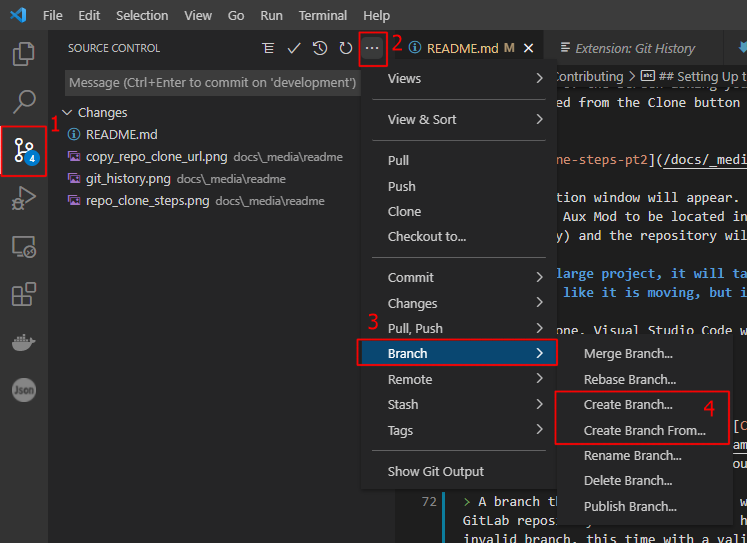 File Edit Selection View Go Run Terminal Help
SOURCE CONTROL
2
README.md M
Extension: Git History
Message (Ctrl+Enter to commit on 'development')
Contributing > ## Setting Up t
1
Changes
README.md
copy_repo_clone_url.png docs\_media\readme
git_history.png docs\_media\readme
repo_clone_steps.png docs\_media\readme
4
Json
Views
View & Sort
Pull
Push
Clone
Checkout to...
Commit
Changes
3
Pull, Push
Branch
Remote
Stash
Tags
Show Git Output
Merge Branch...
Rebase Branch...
Create Branch...
4
Create Branch From...
Rename Branch...
Delete Branch...
Publish Branch...
ed from the Clone button
ne-steps-pt2](/docs/_medi
tion window will appear.
Aux Mod to be located in
y) and the repository wil
large project, it will ta
like it is moving, but i
one, Visual Studio Code w
[C
am
ou
72 > A branch th
w
GitLab reposi
h
invalid branch, this time with a vali